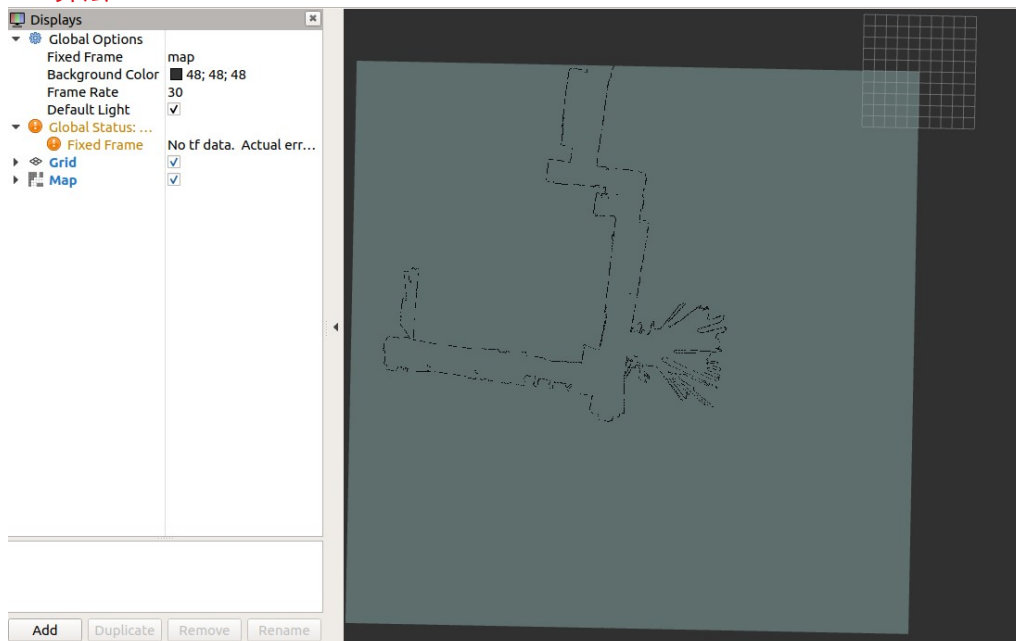 Displays
Global Options
Fixed Frame map
Background Color 48; 48; 48
Frame Rate 30
Default Light
Global Status: ...
Fixed Frame No tf data. Actual err...
Grid
Map
Add Duplicate Remove Rename